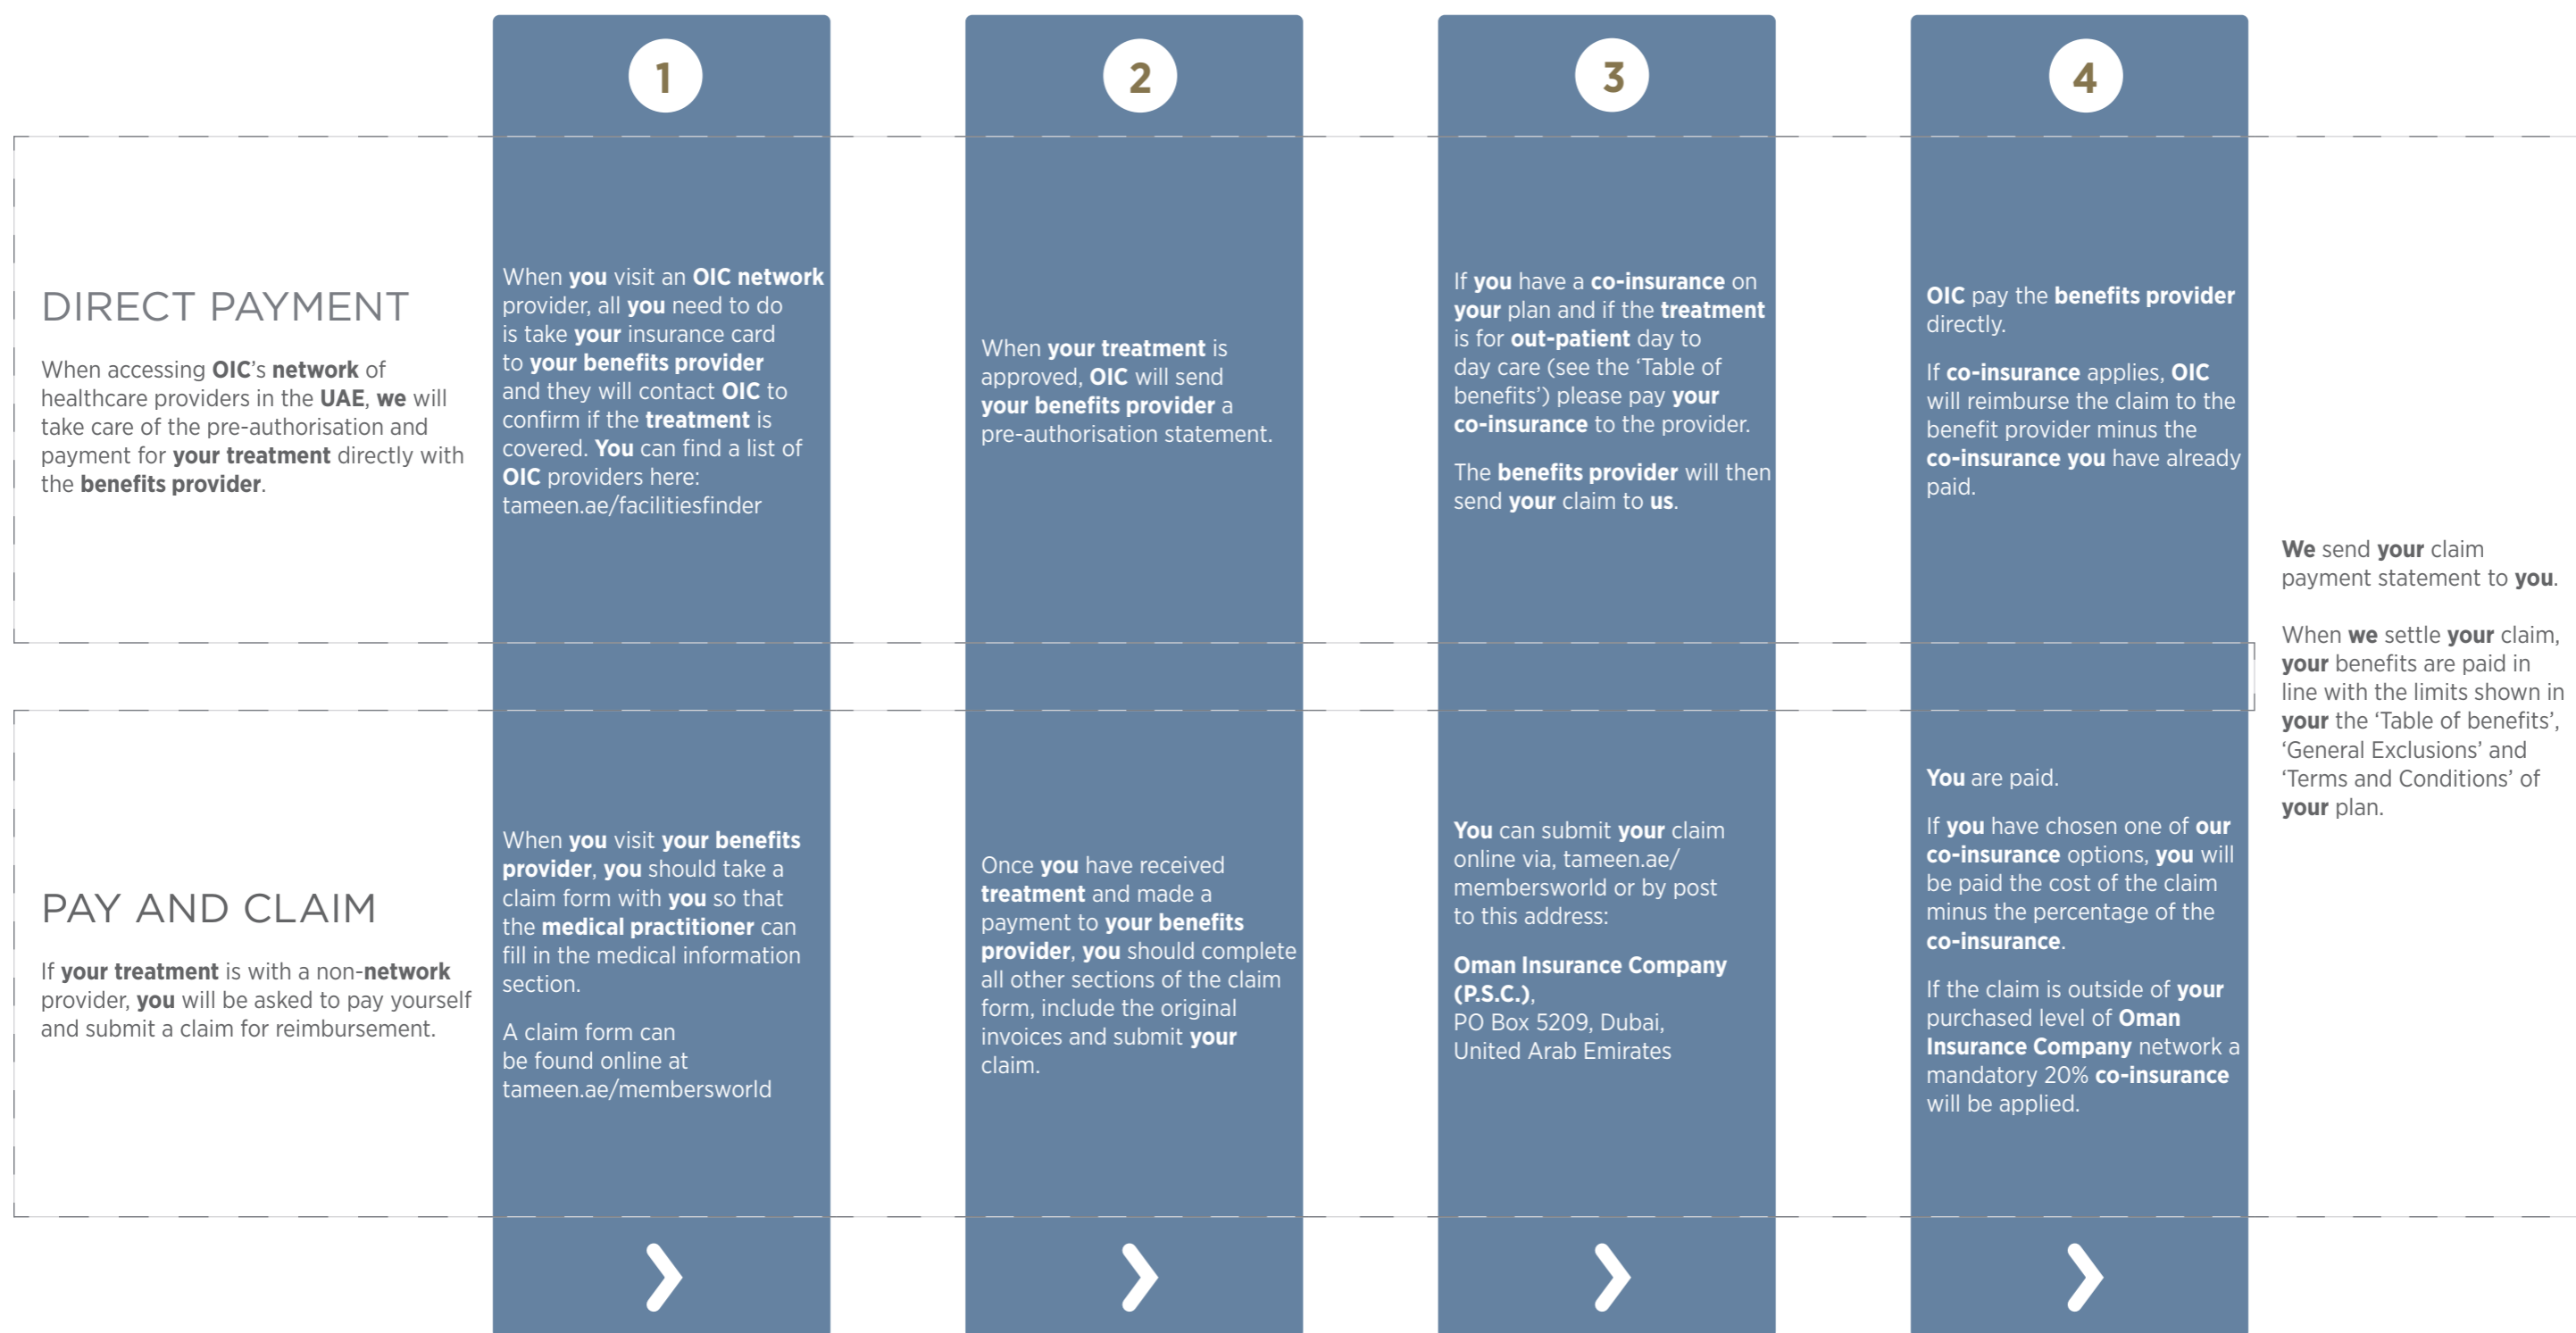 1
2
3
4
DIRECT PAYMENT
When accessing OIC's network of
healthcare providers in the UAE, we will
take care of the pre-authorisation and
payment for your treatment directly with
the benefits provider.
When you visit an OIC network
provider, all you need to do
is take your insurance card
to your benefits provider
and they will contact OIC to
confirm if the treatment is
covered. You can find a list of
OIC providers here:
tameen.ae/facilitiesfinder
When your treatment is
approved, OIC will send
your benefits provider a
pre-authorisation statement.
If you have a co-insurance on
your plan and if the treatment
is for out-patient day to
day care (see the ‘Table of
benefits’) please pay your
co-insurance to the provider.
The benefits provider will then
send your claim to us.
OIC pay the benefits provider
directly.
If co-insurance applies, OIC
will reimburse the claim to the
benefit provider minus the
co-insurance you have already
paid.
PAY AND CLAIM
If your treatment is with a non-network
provider, you will be asked to pay yourself
and submit a claim for reimbursement.
When you visit your benefits
provider, you should take a
claim form with you so that
the medical practitioner can
fill in the medical information
section.
A claim form can
be found online at
tameen.ae/membersworld
Once you have received
treatment and made a
payment to your benefits
provider, you should complete
all other sections of the claim
form, include the original
invoices and submit your
claim.
You can submit your claim
online via, tameen.ae/
membersworld or by post
to this address:
Oman Insurance Company
(P.S.C.),
PO Box 5209, Dubai,
United Arab Emirates
You are paid.
If you have chosen one of our
co-insurance options, you will
be paid the cost of the claim
minus the percentage of the
co-insurance.
If the claim is outside of your
purchased level of Oman
Insurance Company network a
mandatory 20% co-insurance
will be applied.
We send your claim
payment statement to you.
When we settle your claim,
your benefits are paid in
line with the limits shown in
your the ‘Table of benefits’,
‘General Exclusions’ and
‘Terms and Conditions’ of
your plan.